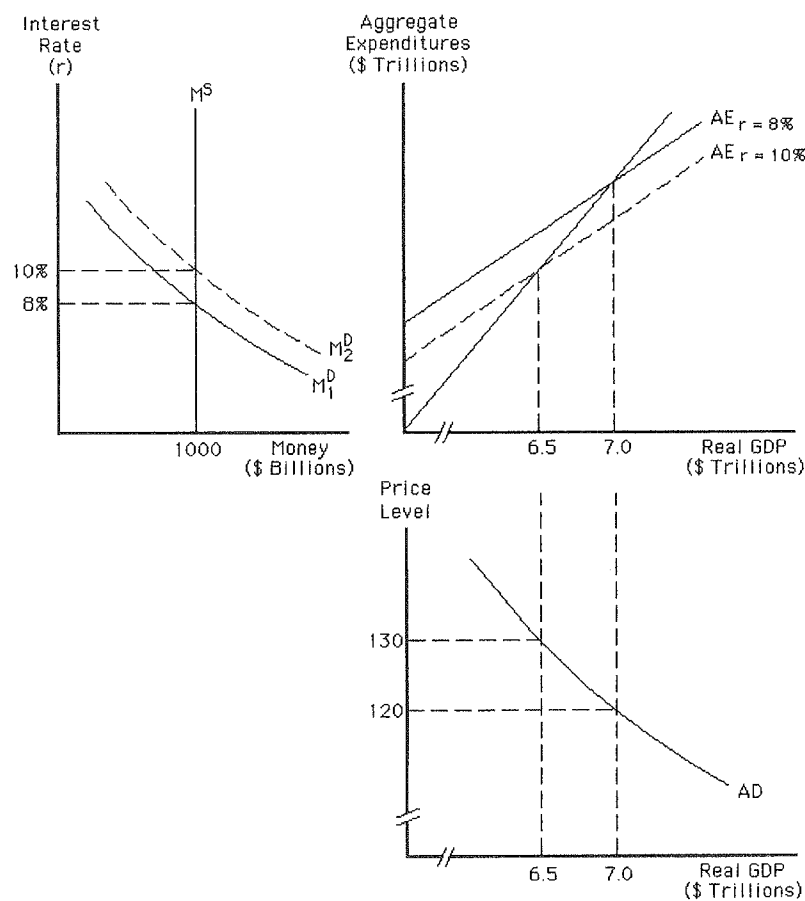 Interest
Rate
(r)
M^S
10%
8%
M^D_2
M^D_1
1000
Money
($ Billions)
Aggregate
Expenditures
($ Trillions)
AE r = 8%
AE r = 10%
6.5
7.0
Real GDP
($ Trillions)
Price
Level
130
120
AD
6.5
7.0
Real GDP
($ Trillions)